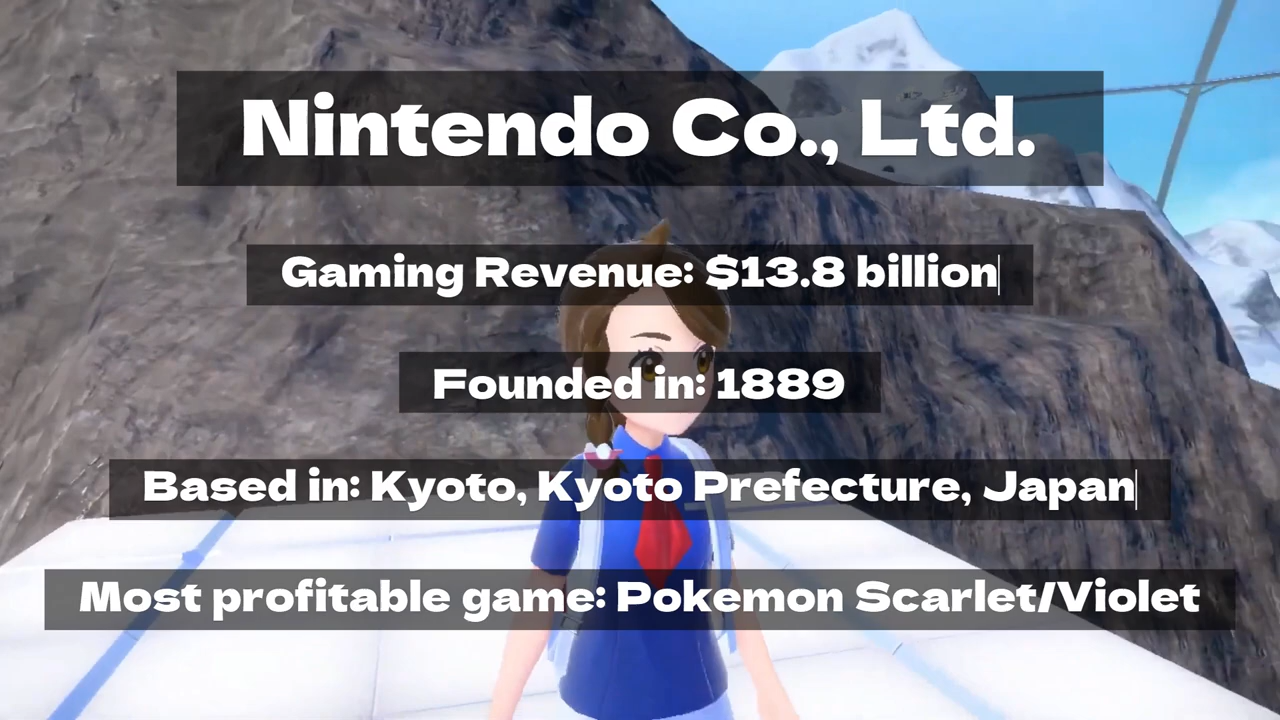 Nintendo Co., Ltd.
Gaming Revenue: $13.8 billion
Founded in: 1889
Based in: Kyoto, Kyoto Prefecture, Japan
Most profitable game: Pokemon Scarlet/Violet